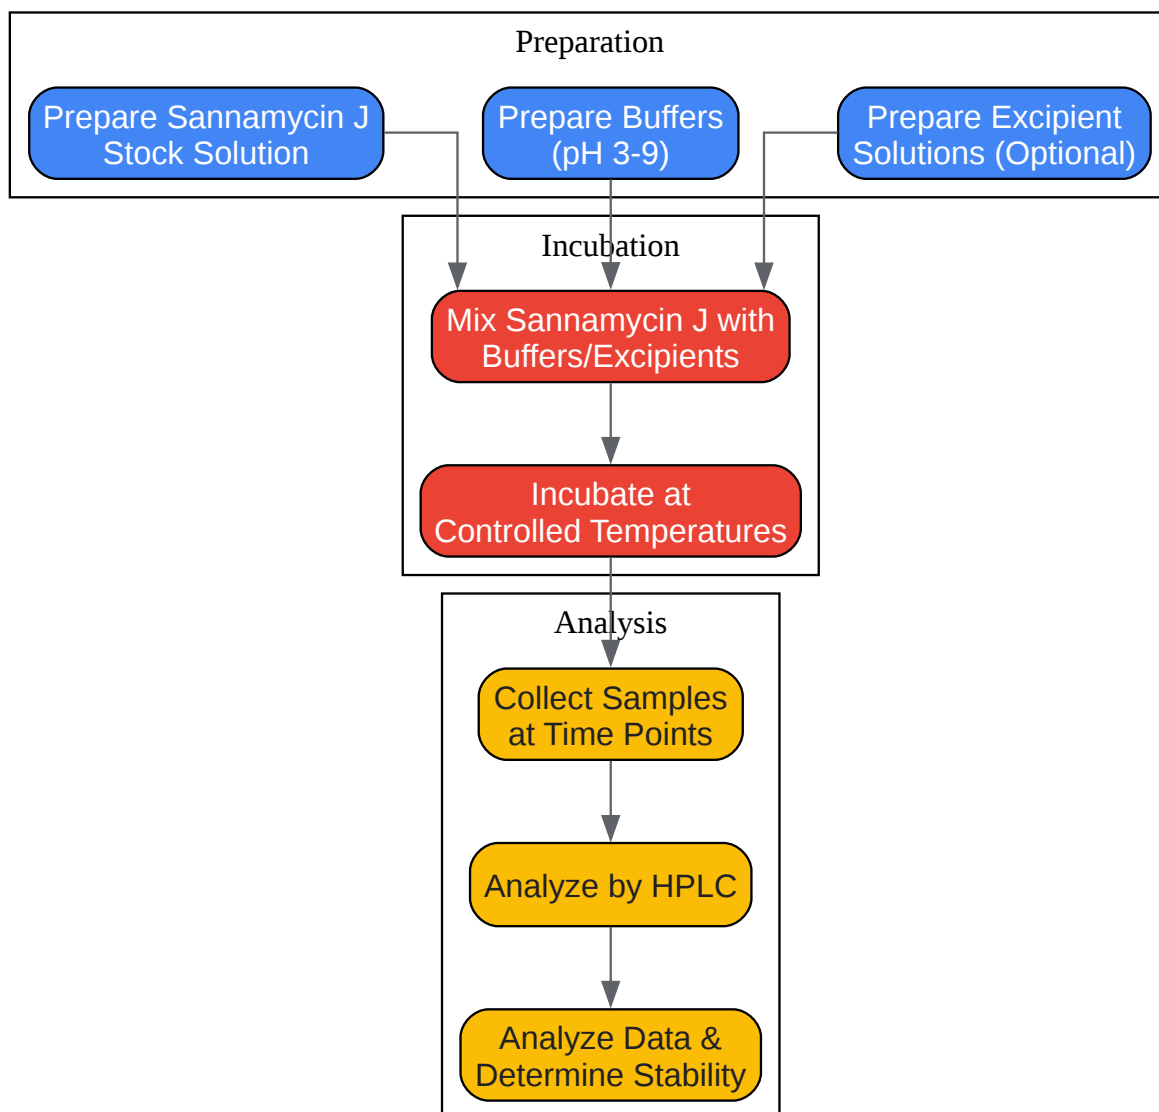 Preparation
Prepare Sannamycin J
Stock Solution
Prepare Buffers
(pH 3-9)
Prepare Excipient
Solutions (Optional)
Incubation
Mix Sannamycin J with
Buffers/Excipients
Incubate at
Controlled Temperatures
Analysis
Collect Samples
at Time Points
Analyze by HPLC
Analyze Data &
Determine Stability